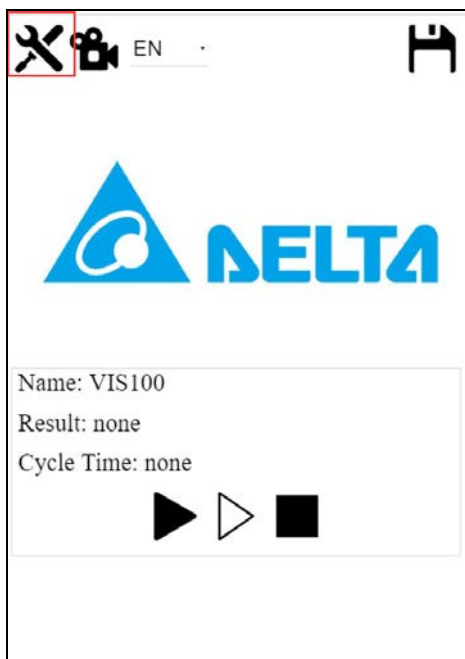 EN
DELTA
Name: VIS100
Result: none
Cycle Time: none